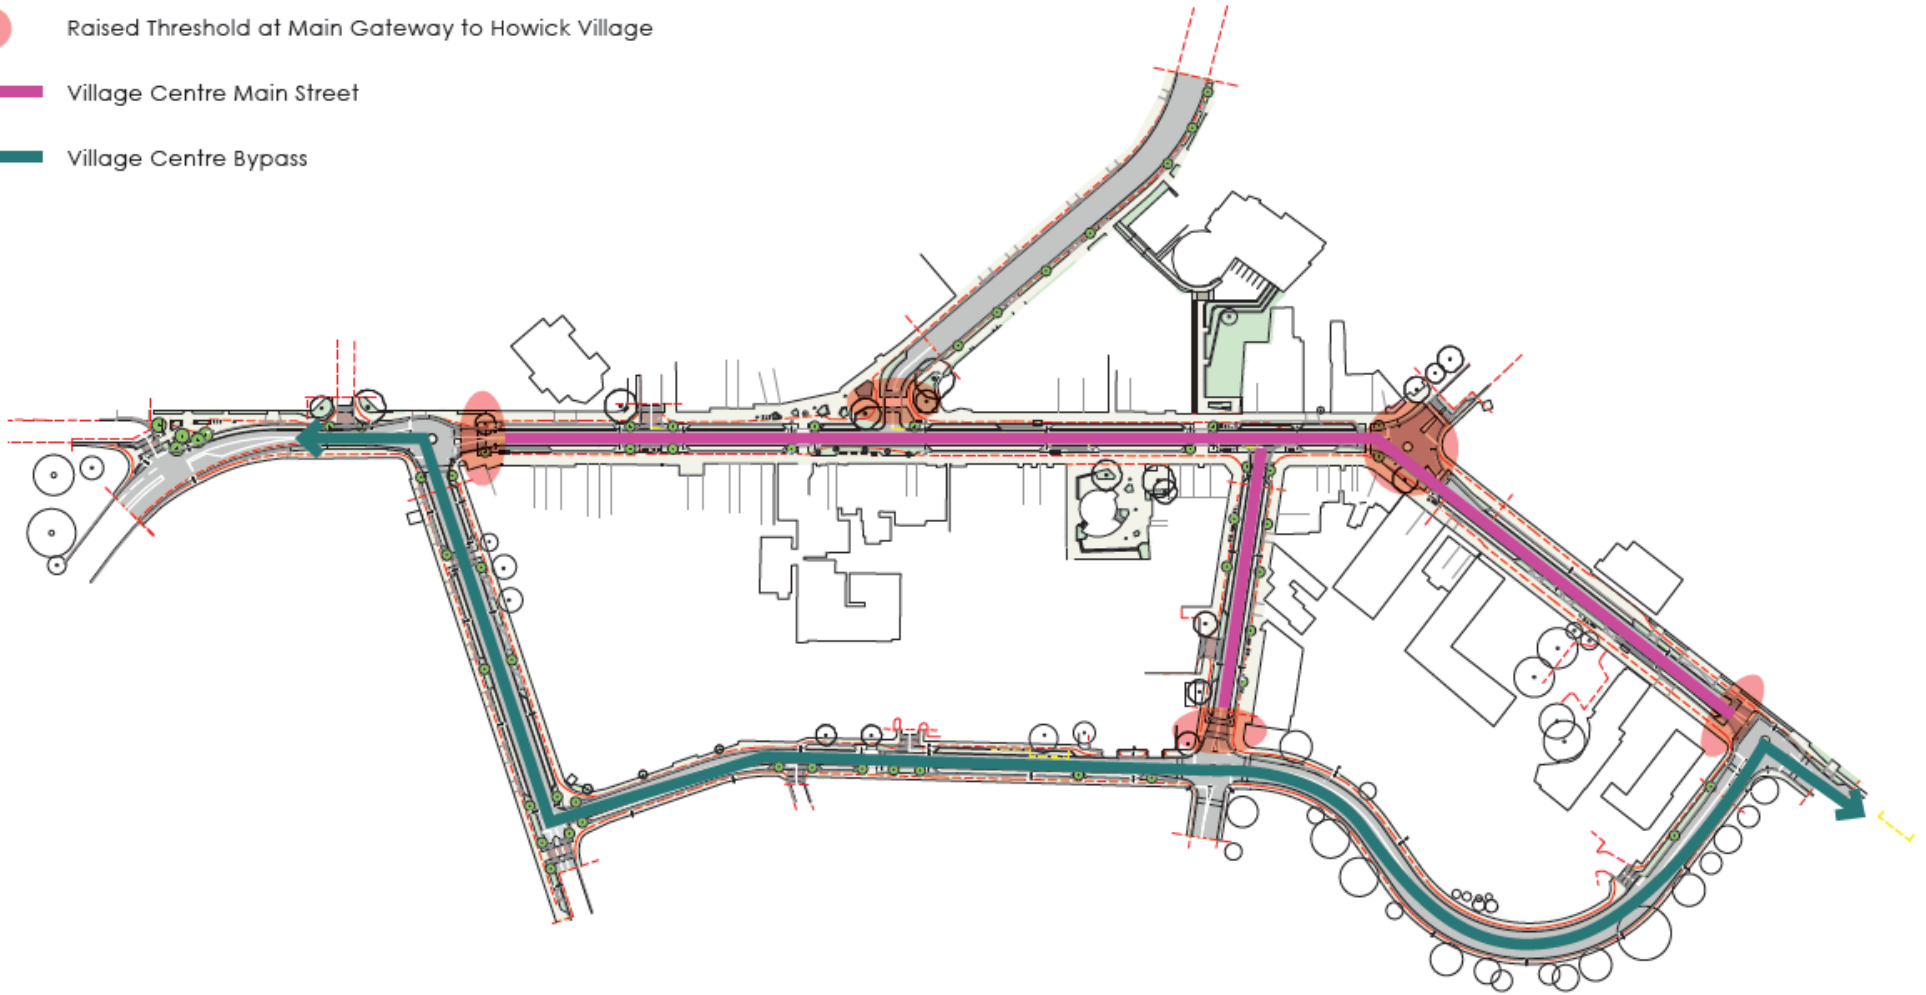 Raised Threshold at Main Gateway to Howick Village
Village Centre Main Street
Village Centre Bypass